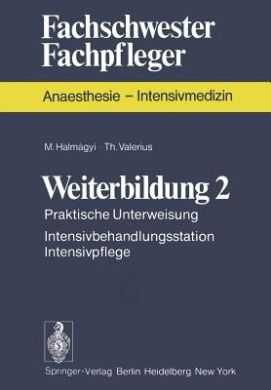 Fachschwester
Fachpfleger
Anaesthesie – Intensivmedizin
M. Halmágyi · Th. Valerius
Weiterbildung 2
Praktische Unterweisung
Intensivbehandlungsstation
Intensivpflege
Springer-Verlag Berlin Heidelberg New York